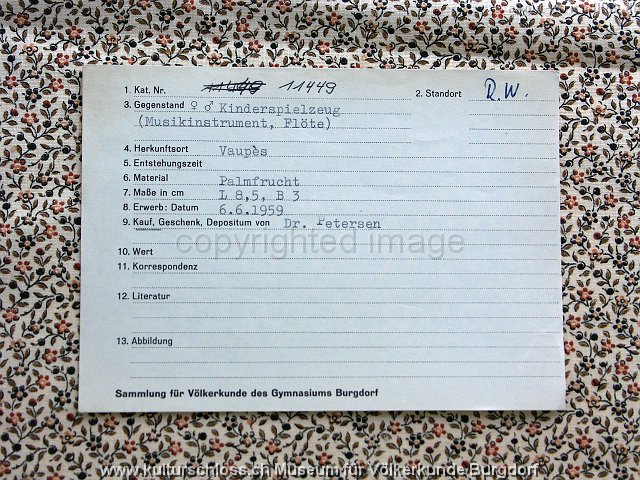 1. Kat. Nr. 11449 2. Standort R.W.
3. Gegenstand ♀ ♂ Kinderspielzeug
(Musikinstrument, Flöte)
4. Herkunftsort Vaupès
5. Entstehungszeit
6. Material Palmfrucht
7. Maße in cm L 8,5, B 3
8. Erwerb: Datum 6.6.1959
9. Kauf, Geschenk, Depositum von Dr. Petersen
copyrighted image
10. Wert
11. Korrespondenz
12. Literatur
13. Abbildung
Sammlung für Völkerkunde des Gymnasiums Burgdorf
www.kulturschloss.ch Museum für Völkerkunde Burgdorf